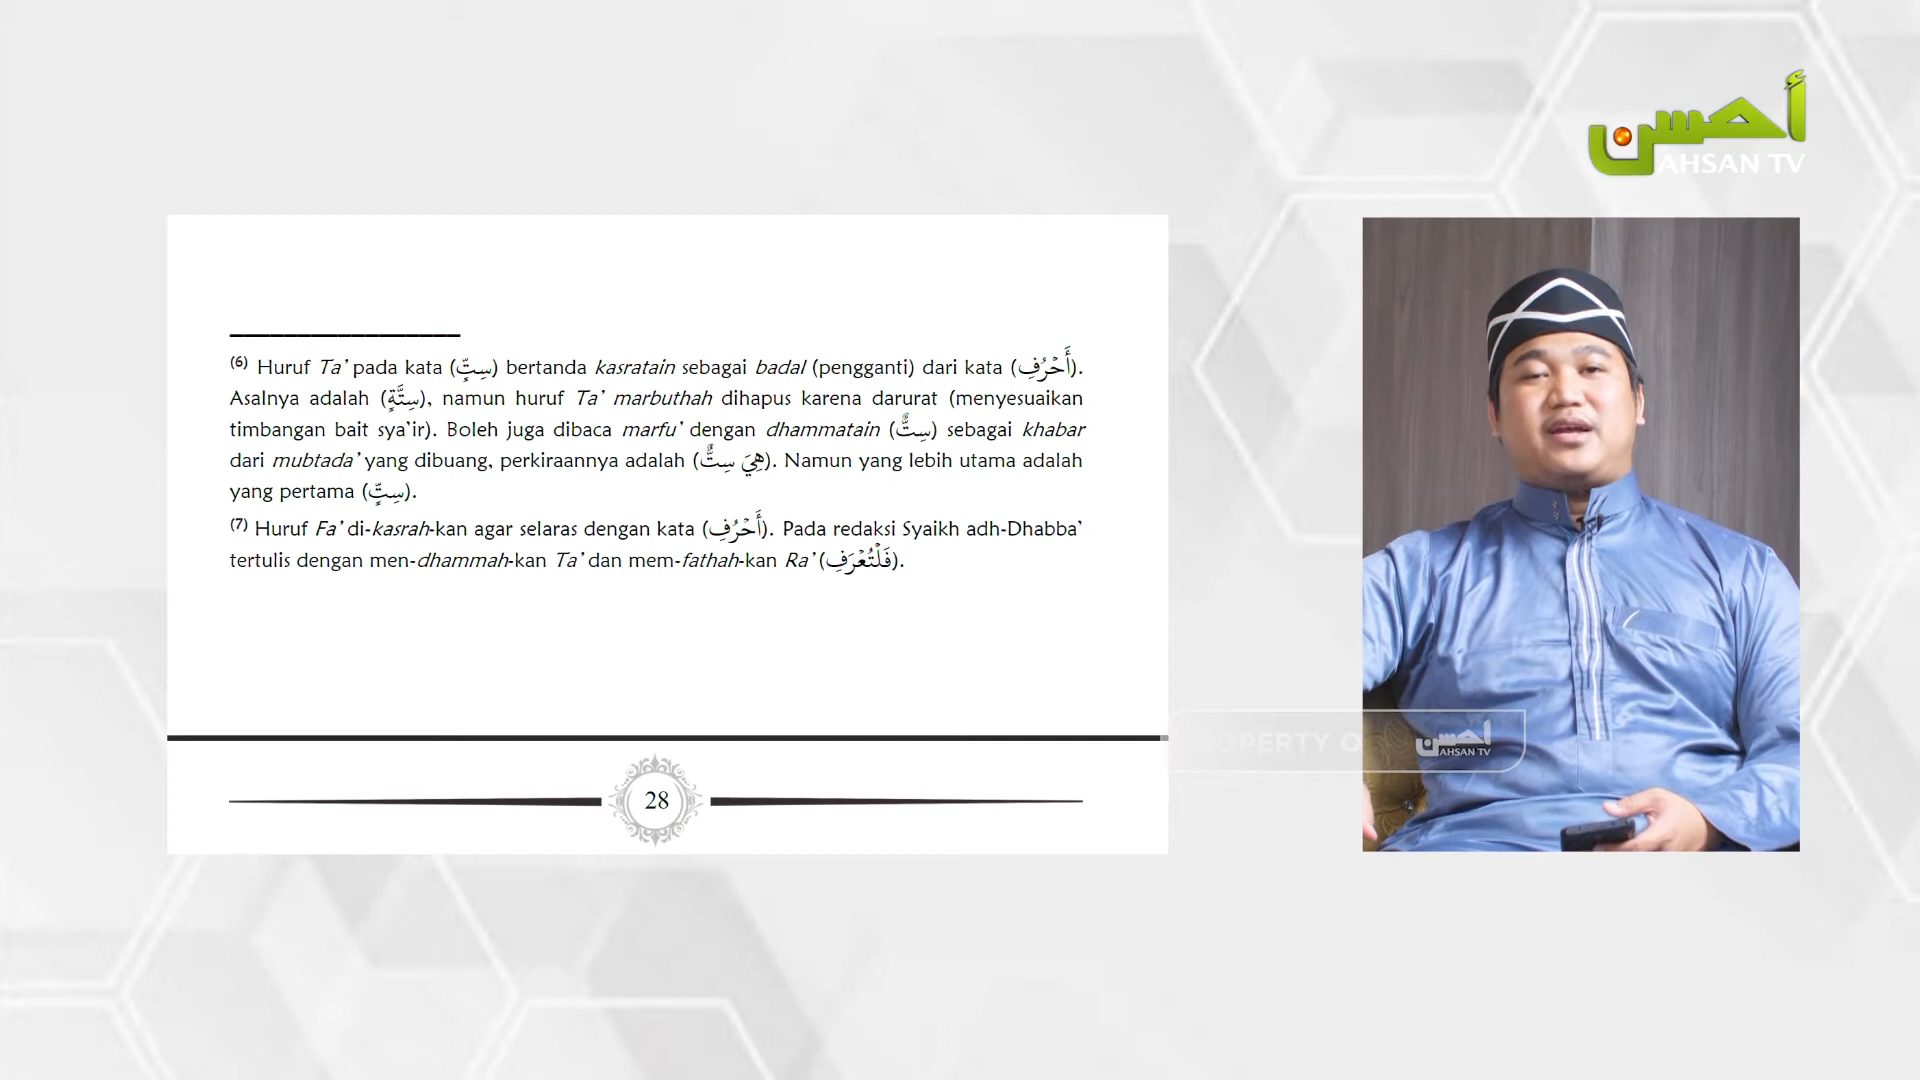 أحسن
AHSAN TV
(6) Huruf Ta’ pada kata (سِتٍّ) bertanda kasratain sebagai badal (pengganti) dari kata (أَحْرُفِ).
Asalnya adalah (سِتَّةٍ), namun huruf Ta’ marbuthah dihapus karena darurat (menyesuaikan
timbangan bait sya’ir). Boleh juga dibaca marfu’ dengan dhammatain (سِتٌّ) sebagai khabar
dari mubtada’ yang dibuang, perkiraannya adalah (هِيَ سِتٌّ). Namun yang lebih utama adalah
yang pertama (سِتٍّ).
(7) Huruf Fa’ di-kasrah-kan agar selaras dengan kata (أَحْرُفِ). Pada redaksi Syaikh adh-Dhabba’
tertulis dengan men-dhammah-kan Ta’ dan mem-fathah-kan Ra’ (فَلْتُعْرَفِ).
أحسن
AHSAN TV
28